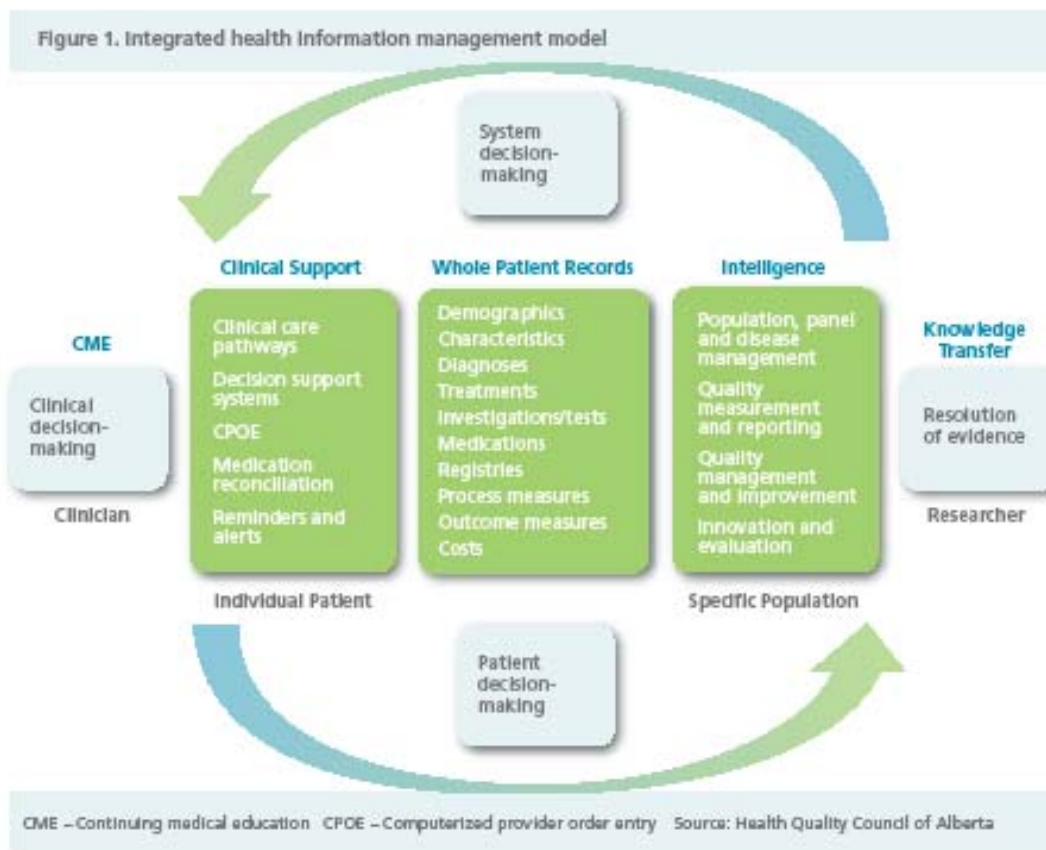 Figure 1. Integrated health information management model
System
decision-
making
Clinical Support
Whole Patient Records
Intelligence
CME
Clinical
decision-
making
Clinician
Clinical care
pathways
Decision support
systems
CPOE
Medication
reconciliation
Reminders and
alerts
Individual Patient
Demographics
Characteristics
Diagnoses
Treatments
Investigations/tests
Medications
Registries
Process measures
Outcome measures
Costs
Population, panel
and disease
management
Quality
measurement
and reporting
Quality
management
and improvement
Innovation and
evaluation
Specific Population
Knowledge
Transfer
Resolution
of evidence
Researcher
Patient
decision-
making
CME – Continuing medical education CPOE – Computerized provider order entry Source: Health Quality Council of Alberta